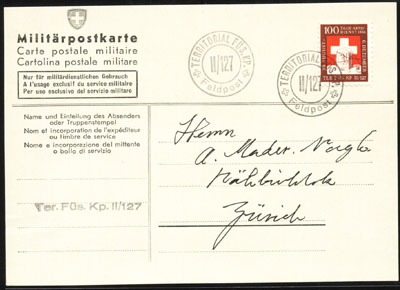 Militärpostkarte
Carte postale militaire
Cartolina postale militare
Nur für militärdienstlichen Gebrauch
A l'usage exclusif du service militaire
Per uso esclusivo del servizio militare
Name und Einteilung des Absenders
oder Truppenstempel
Nom et incorporation de l'expéditeur
ou timbre de service
Nome e incorporazione del mittente
o bollo di servizio
Ter. Füs. Kp. II/127
TERRITORIAL FÜS. KP.
II/127
Feldpost
100
TERRITORIAL FÜS. KP.
II/127
Feldpost
Herrn
A. Mader
Zürich